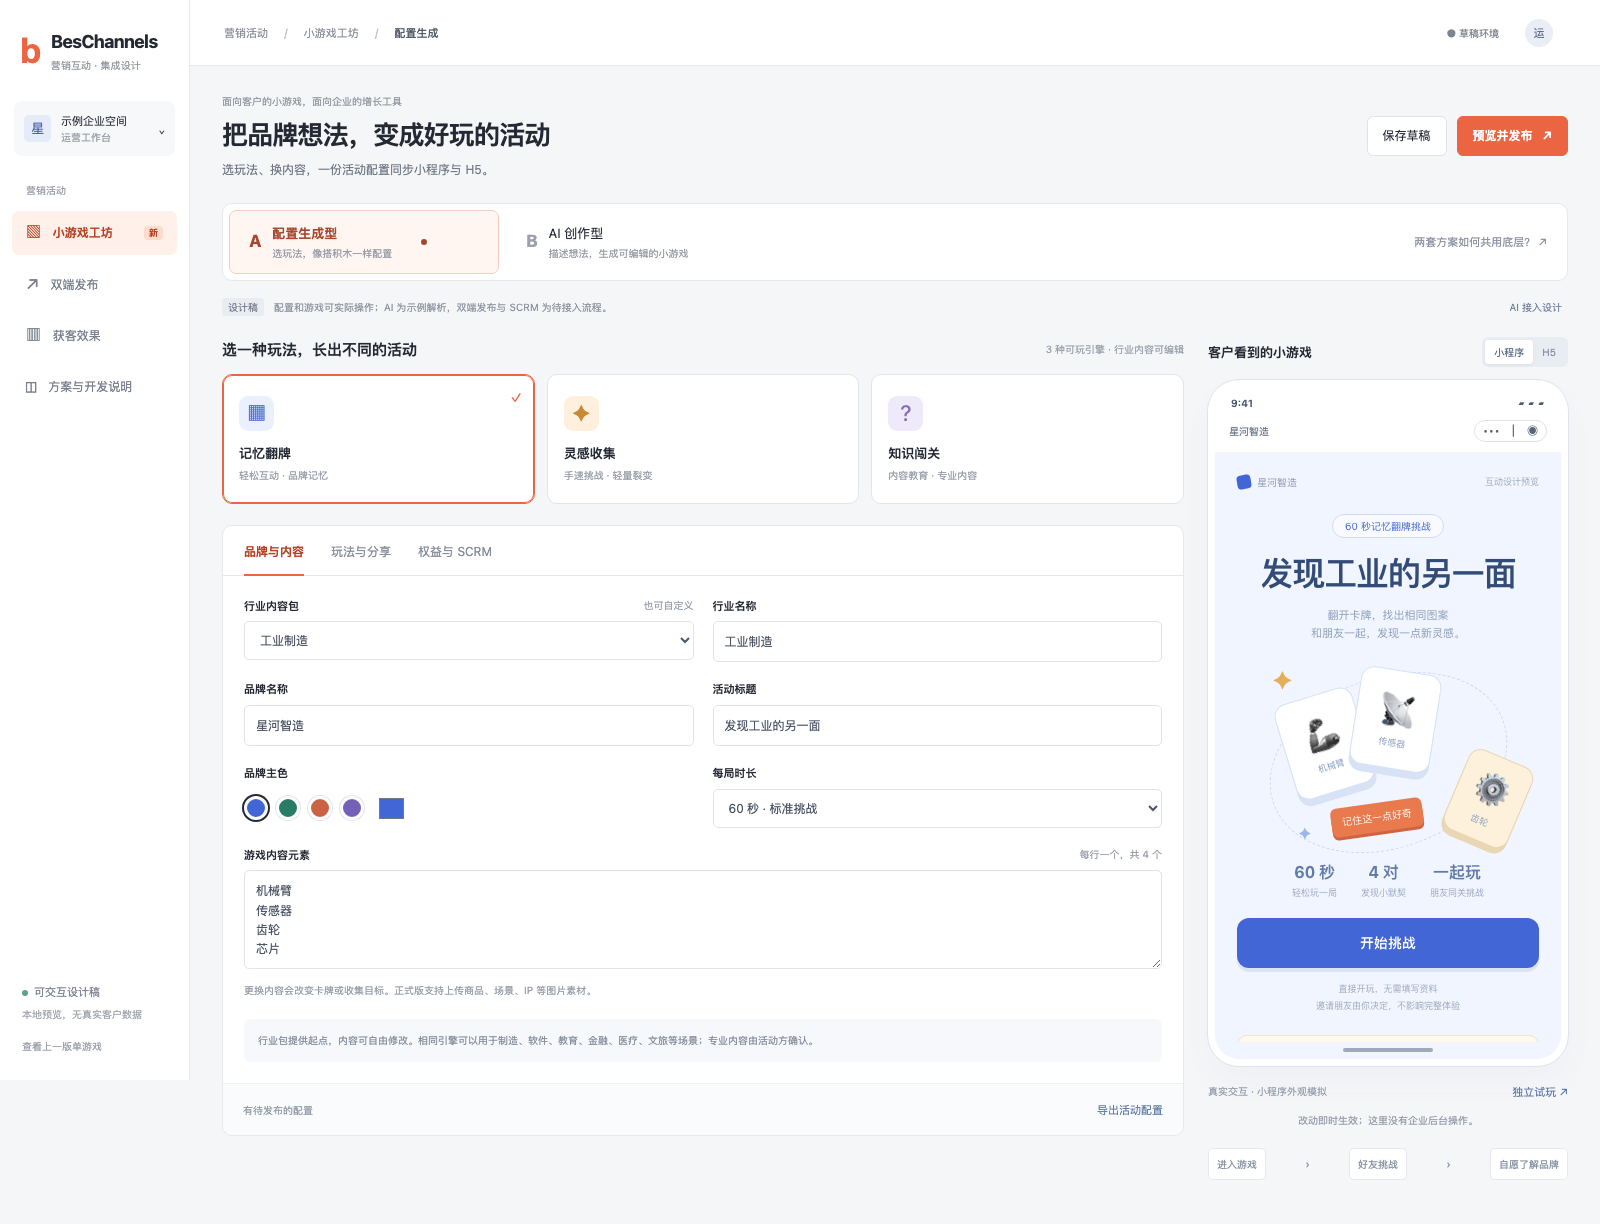 b BesChannels
营销互动 · 集成设计
星 示例企业空间
运营工作台
营销活动
小游戏工坊 新
双端发布
获客效果
方案与开发说明
可交互设计稿
本地预览，无真实客户数据
查看上一版单游戏
营销活动 / 小游戏工坊 / 配置生成
草稿环境 运
面向客户的小游戏，面向企业的增长工具
把品牌想法，变成好玩的活动
选玩法、换内容，一份活动配置同步小程序与 H5。
保存草稿 预览并发布 ↗
A 配置生成型
选玩法，像搭积木一样配置
B AI 创作型
描述想法，生成可编辑的小游戏
两套方案如何共用底层？ ↗
设计稿 配置和游戏可实际操作；AI 为示例解析，双端发布与 SCRM 为待接入流程。
AI 接入设计
选一种玩法，长出不同的活动
3 种可玩引擎 · 行业内容可编辑
记忆翻牌
轻松互动 · 品牌记忆
灵感收集
手速挑战 · 轻量裂变
?
知识闯关
内容教育 · 专业内容
品牌与内容 玩法与分享 权益与 SCRM
行业内容包 也可自定义
工业制造
行业名称
工业制造
品牌名称
星河智造
活动标题
发现工业的另一面
品牌主色
每局时长
60 秒 · 标准挑战
游戏内容元素 每行一个，共 4 个
机械臂
传感器
齿轮
芯片
更换内容会改变卡牌或收集目标。正式版支持上传商品、场景、IP 等图片素材。
行业包提供起点，内容可自由修改。相同引擎可以用于制造、软件、教育、金融、医疗、文旅等场景；专业内容由活动方确认。
有待发布的配置 导出活动配置
客户看到的小游戏 小程序 H5
9:41
星河智造
星河智造 互动设计预览
60 秒记忆翻牌挑战
发现工业的另一面
翻开卡牌，找出相同图案
和朋友一起，发现一点新灵感。
机械臂
传感器
齿轮
记住这一点好奇
60 秒 4 对 一起玩
轻松玩一局 发现小默契 朋友同关挑战
开始挑战
直接开玩，无需填写资料
邀请朋友由你决定，不影响完整体验
真实交互 · 小程序外观模拟 独立试玩 ↗
改动即时生效；这里没有企业后台操作。
进入游戏 › 好友挑战 › 自愿了解品牌